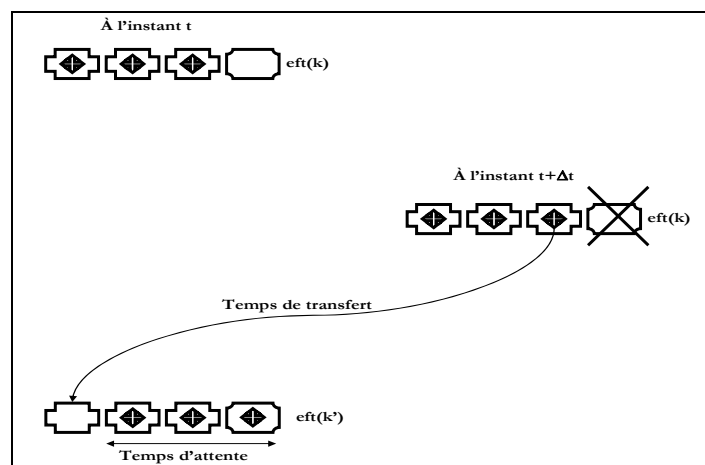 À l'instant t
eft(k)
À l'instant t+Δt
eft(k)
Temps de transfert
eft(k')
Temps d'attente